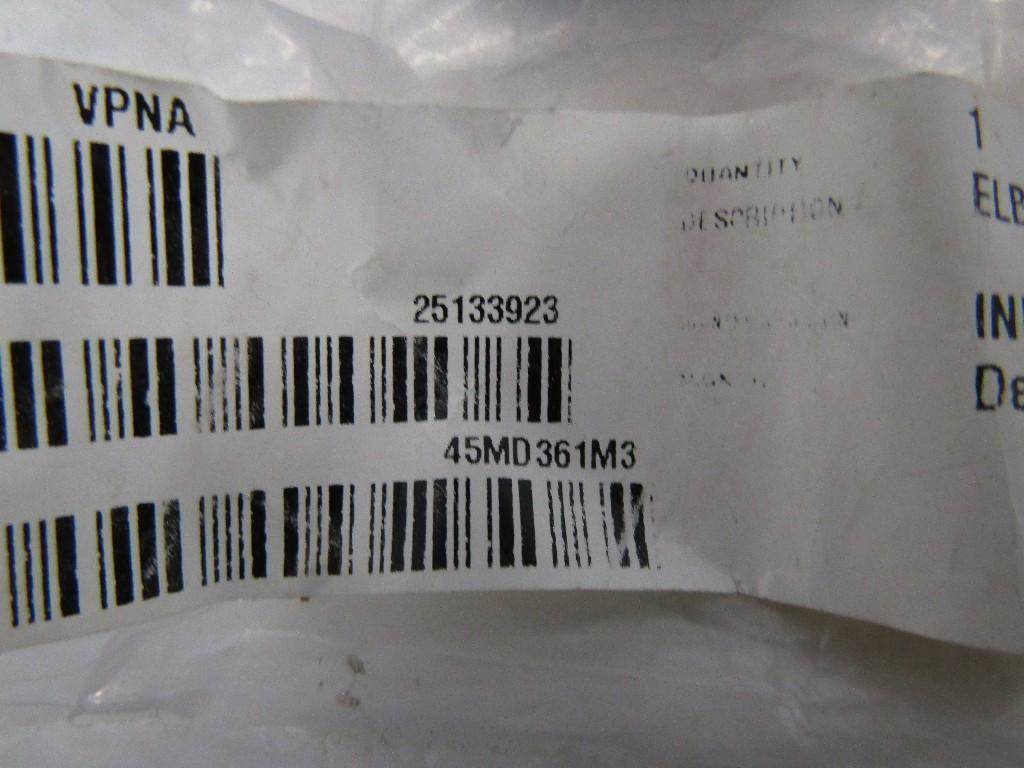 VPNA
25133923
45MD361M3
QUANTITY
1
DESCRIPTION
ELB
IN
De